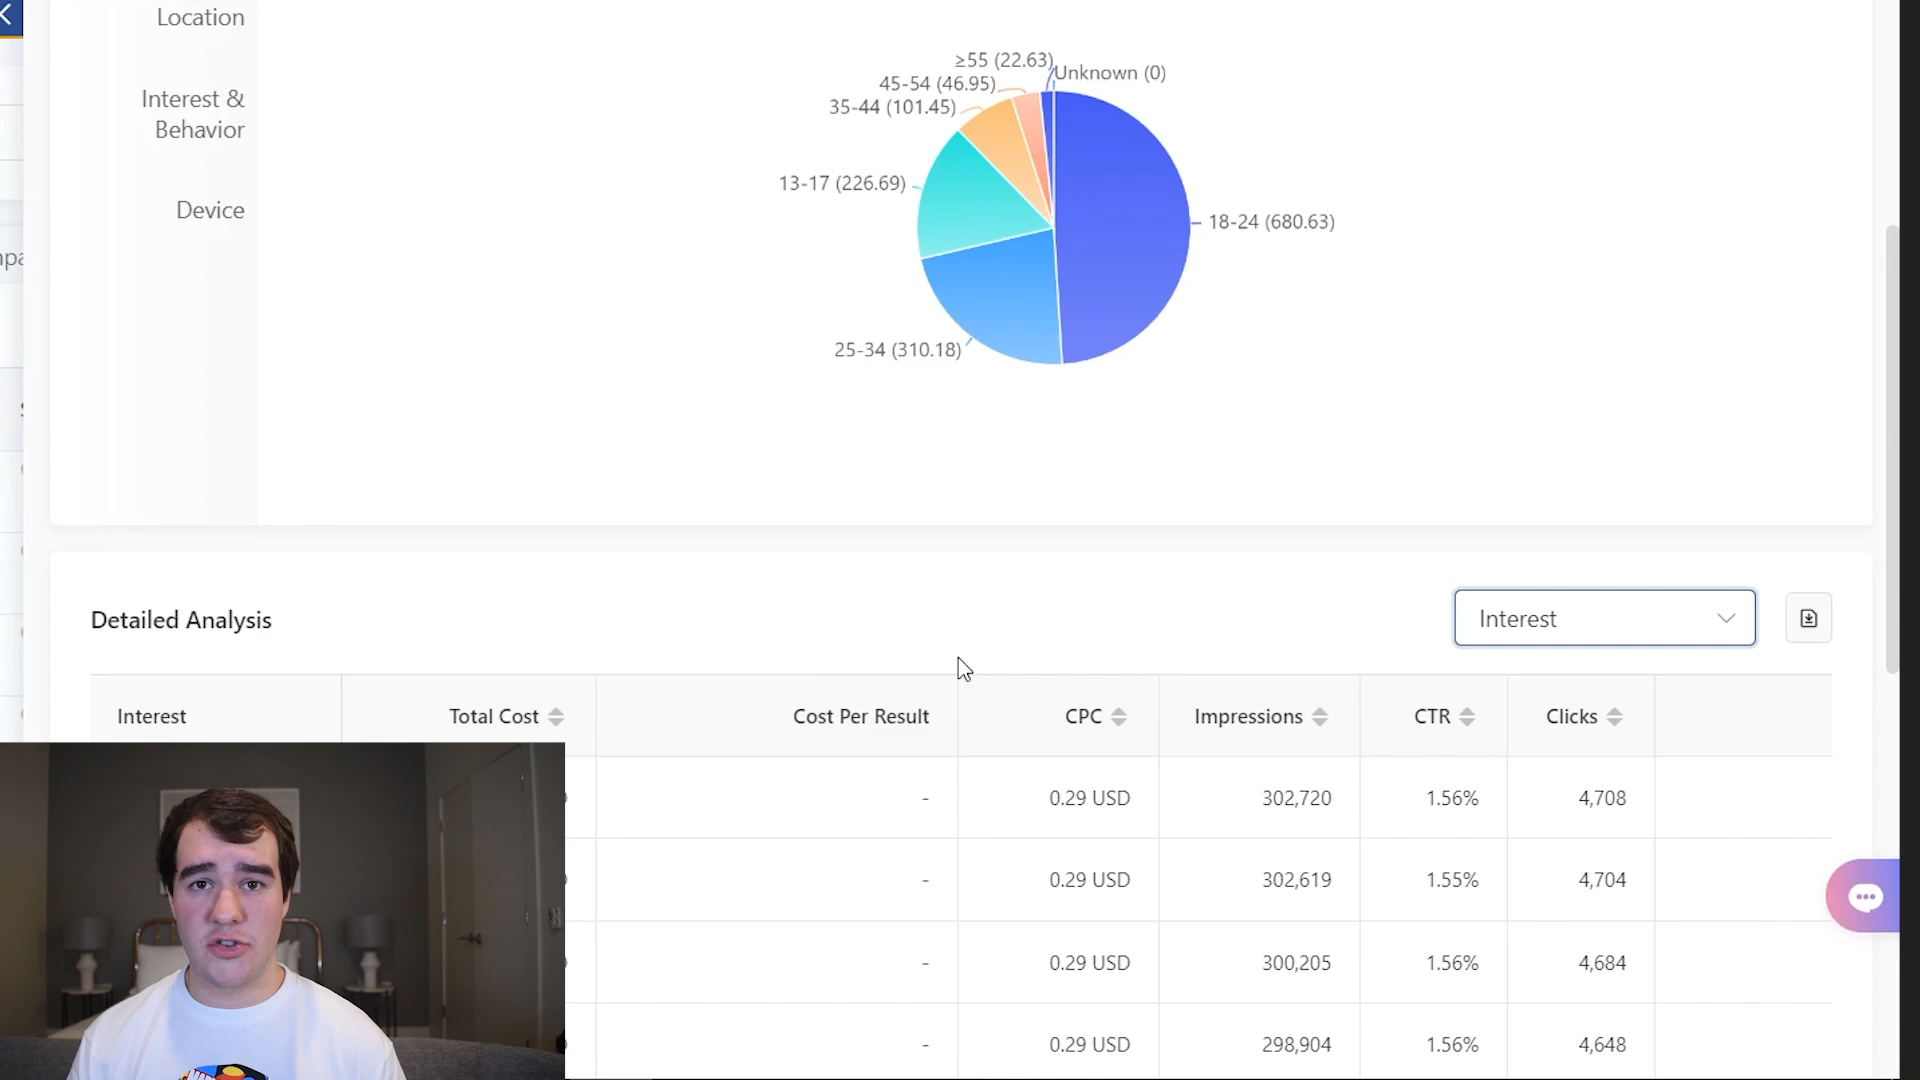 Location
Interest &
Behavior
Device
≥55 (22.63)
Unknown (0)
45-54 (46.95)
35-44 (101.45)
13-17 (226.69)
18-24 (680.63)
25-34 (310.18)
Detailed Analysis
Interest
Interest Total Cost Cost Per Result CPC Impressions CTR Clicks
- 0.29 USD 302,720 1.56% 4,708
- 0.29 USD 302,619 1.55% 4,704
- 0.29 USD 300,205 1.56% 4,684
- 0.29 USD 298,904 1.56% 4,648